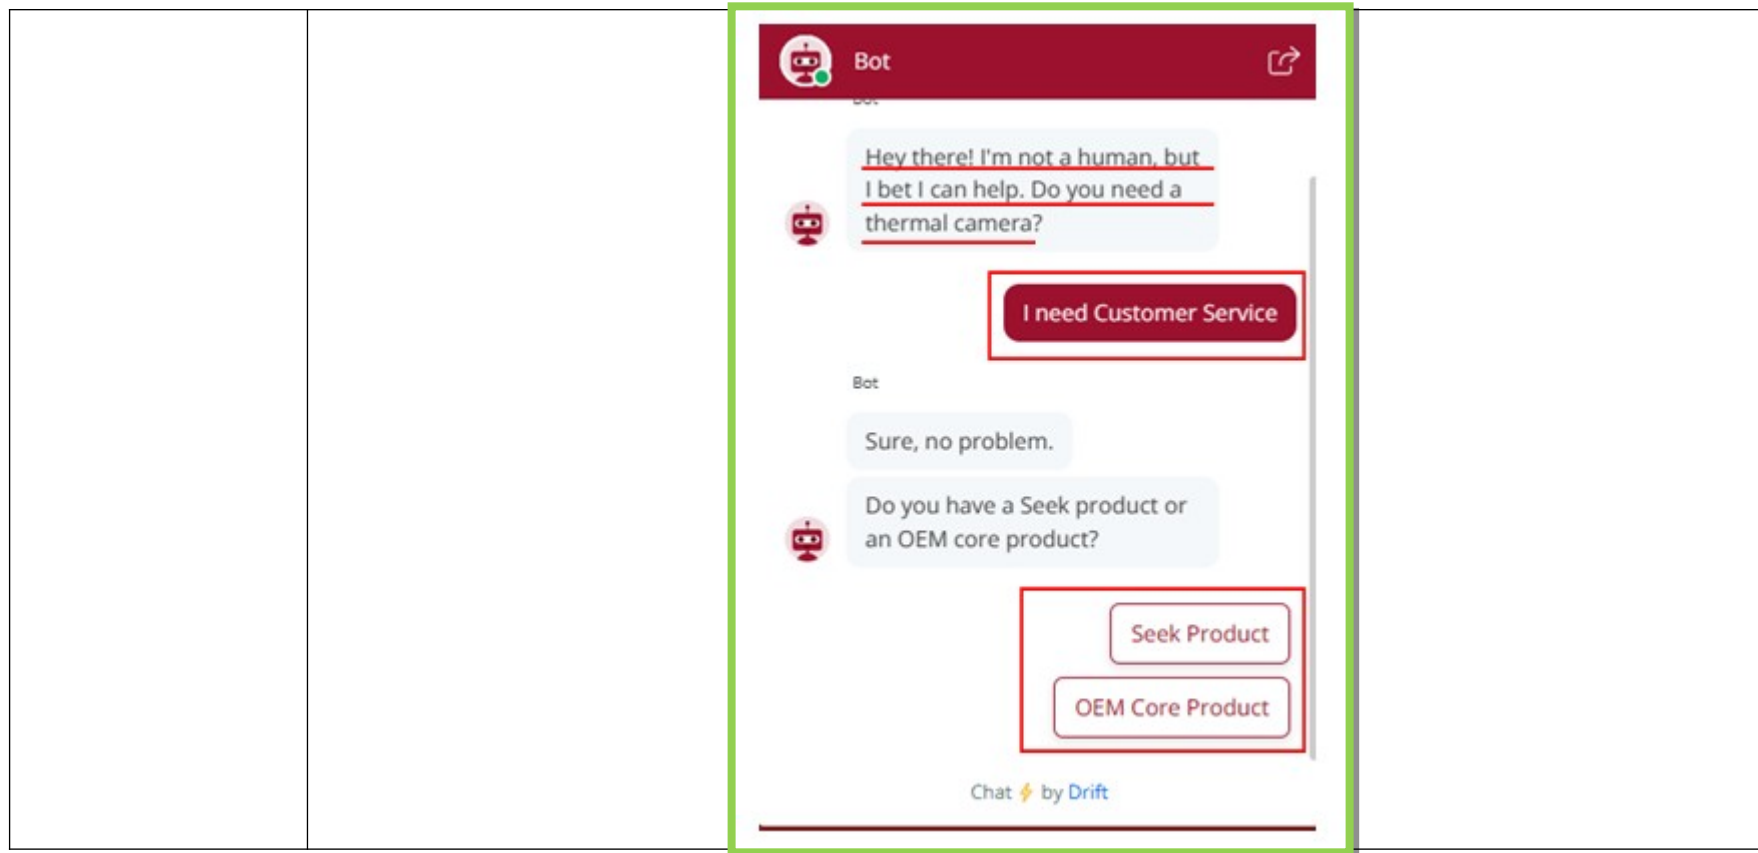 Bot
Bot
Hey there! I'm not a human, but
I bet I can help. Do you need a
thermal camera?
I need Customer Service
Bot
Sure, no problem.
Do you have a Seek product or
an OEM core product?
Seek Product
OEM Core Product
Chat ⚡ by Drift